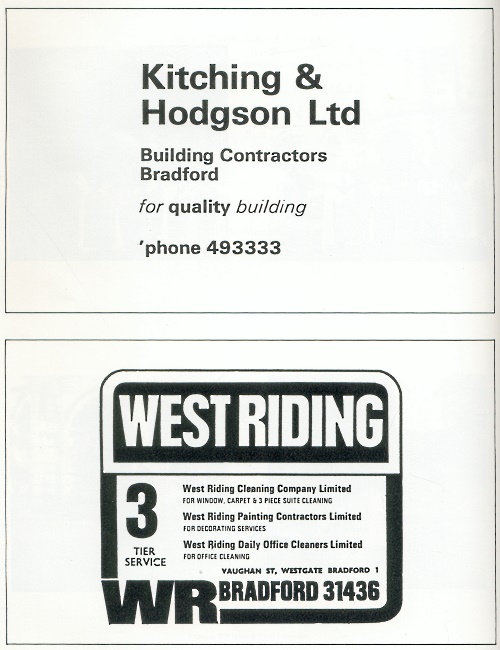 Kitching &
Hodgson Ltd
Building Contractors
Bradford
for quality building
'phone 493333
WEST RIDING
3
TIER
SERVICE
West Riding Cleaning Company Limited
FOR WINDOW, CARPET & 3 PIECE SUITE CLEANING
West Riding Painting Contractors Limited
FOR DECORATING SERVICES
West Riding Daily Office Cleaners Limited
FOR OFFICE CLEANING
VAUGHAN ST, WESTGATE BRADFORD 1
WR BRADFORD 31436